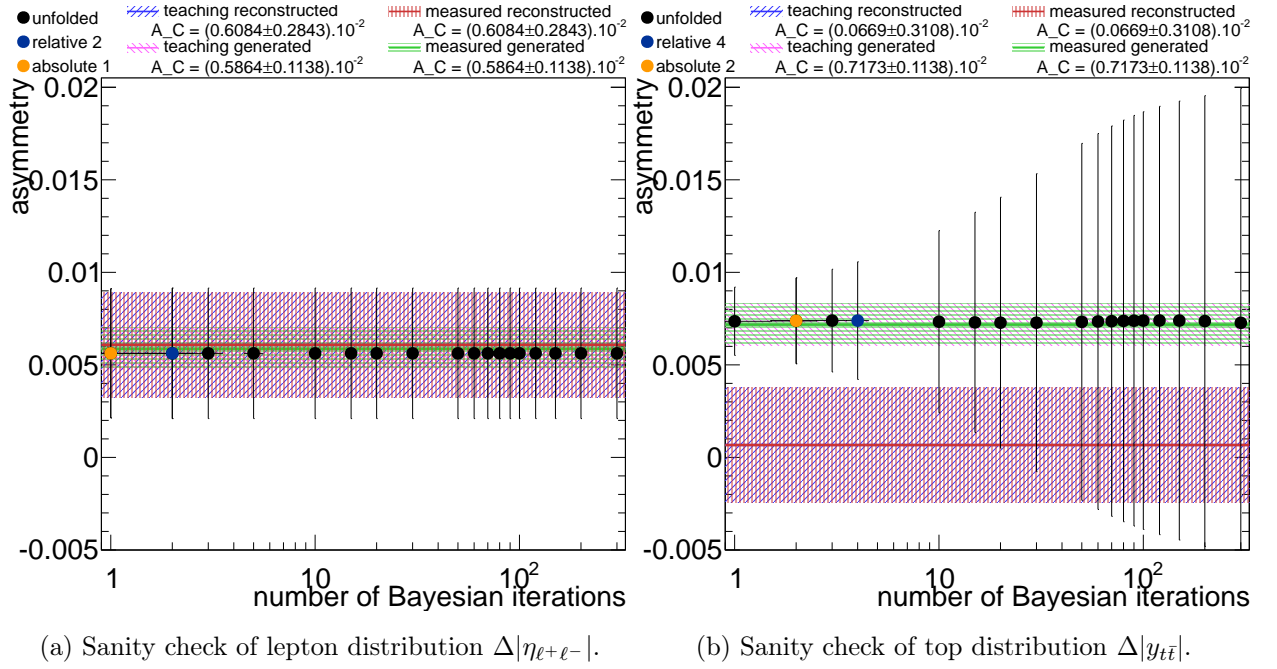 unfolded
relative 2
absolute 1
teaching reconstructed
A_C = (0.6084±0.2843).10⁻²
teaching generated
A_C = (0.5864±0.1138).10⁻²
measured reconstructed
A_C = (0.6084±0.2843).10⁻²
measured generated
A_C = (0.5864±0.1138).10⁻²
asymmetry
0.02
0.015
0.01
0.005
0
-0.005
1
10
10²
number of Bayesian iterations
(a) Sanity check of lepton distribution Δ|η_{ℓ⁺ℓ⁻}|.
unfolded
relative 4
absolute 2
teaching reconstructed
A_C = (0.0669±0.3108).10⁻²
teaching generated
A_C = (0.7173±0.1138).10⁻²
measured reconstructed
A_C = (0.0669±0.3108).10⁻²
measured generated
A_C = (0.7173±0.1138).10⁻²
asymmetry
0.02
0.015
0.01
0.005
0
-0.005
1
10
10²
number of Bayesian iterations
(b) Sanity check of top distribution Δ|y_{tt̄}|.